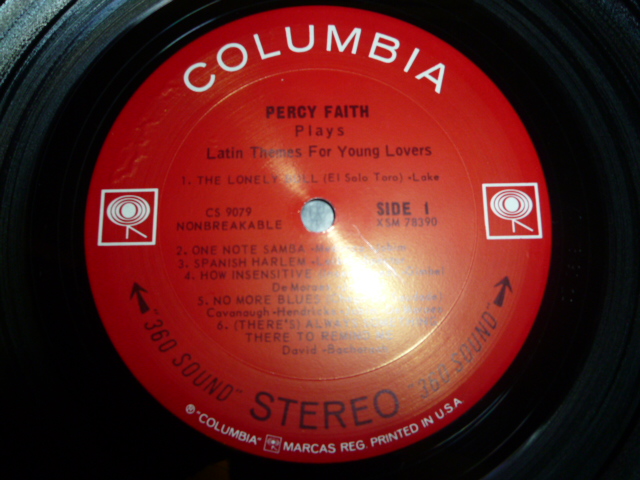 COLUMBIA
PERCY FAITH
Plays
Latin Themes For Young Lovers
1. THE LONELY BULL (El Solo Toro) -Lake
CS 9079
NONBREAKABLE
SIDE 1
XSM 78390
2. ONE NOTE SAMBA
3. SPANISH HARLEM
4. HOW INSENSITIVE
De
5. NO MORE BLUES
Cavanaugh -Hendricks
6. (THERE'S) ALWAYS
THERE TO REMIND ME
David -Bacharach
"360 SOUND"
STEREO
"360 SOUND"
® "COLUMBIA" MARCAS REG. PRINTED IN U.S.A.